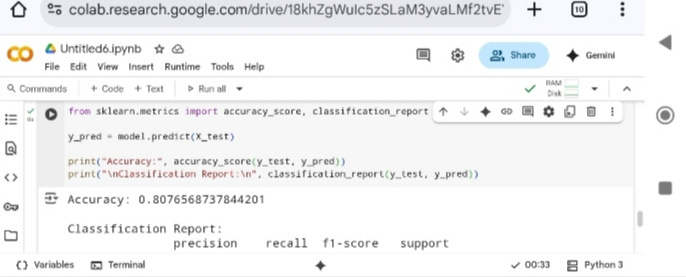 colab.research.google.com/drive/18khZgWulc5zSLaM3yvaLMf2tvE
10
CO
Untitled6.ipynb
Share
Gemini
File Edit View Insert Runtime Tools Help
Commands + Code + Text Run all
RAM
Disk
0s
from sklearn.metrics import accuracy_score, classification_report
y_pred = model.predict(X_test)
print("Accuracy:", accuracy_score(y_test, y_pred))
print("\nClassification Report:\n", classification_report(y_test, y_pred))
Accuracy: 0.8076568737844201
Classification Report:
precision recall f1-score support
Variables Terminal
00:33 Python 3